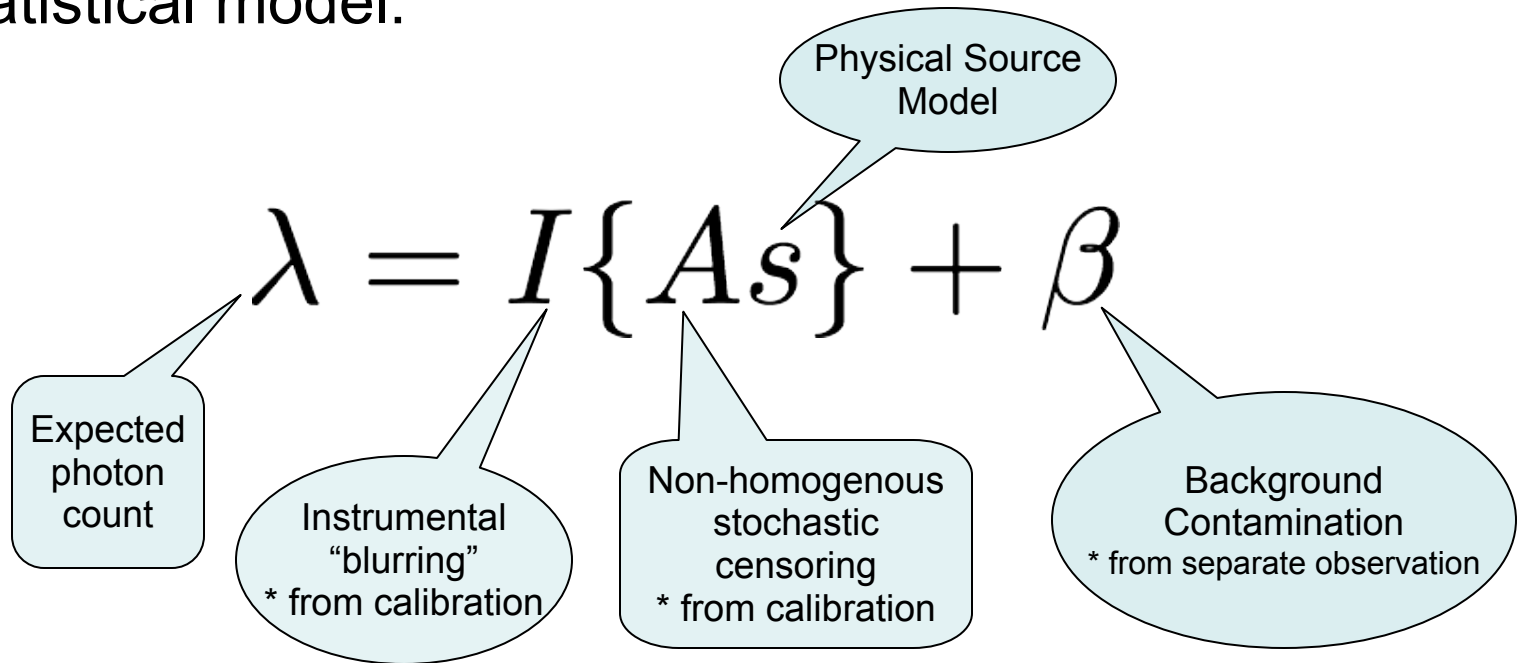 statistical model:
Physical Source
Model
λ = I{As} + β
Expected
photon
count
Instrumental
“blurring”
* from calibration
Non-homogenous
stochastic
censoring
* from calibration
Background
Contamination
* from separate observation